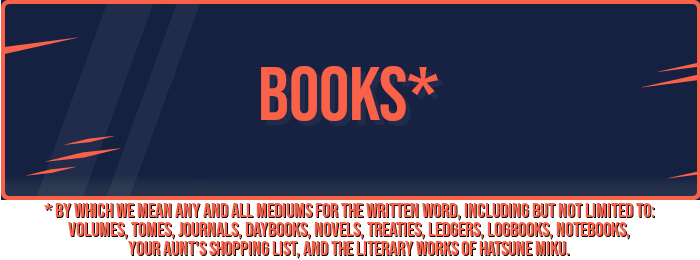 BOOKS*
* BY WHICH WE MEAN ANY AND ALL MEDIUMS FOR THE WRITTEN WORD, INCLUDING BUT NOT LIMITED TO:
VOLUMES, TOMES, JOURNALS, DAYBOOKS, NOVELS, TREATIES, LEDGERS, LOGBOOKS, NOTEBOOKS,
YOUR AUNT'S SHOPPING LIST, AND THE LITERARY WORKS OF HATSUNE MIKU.